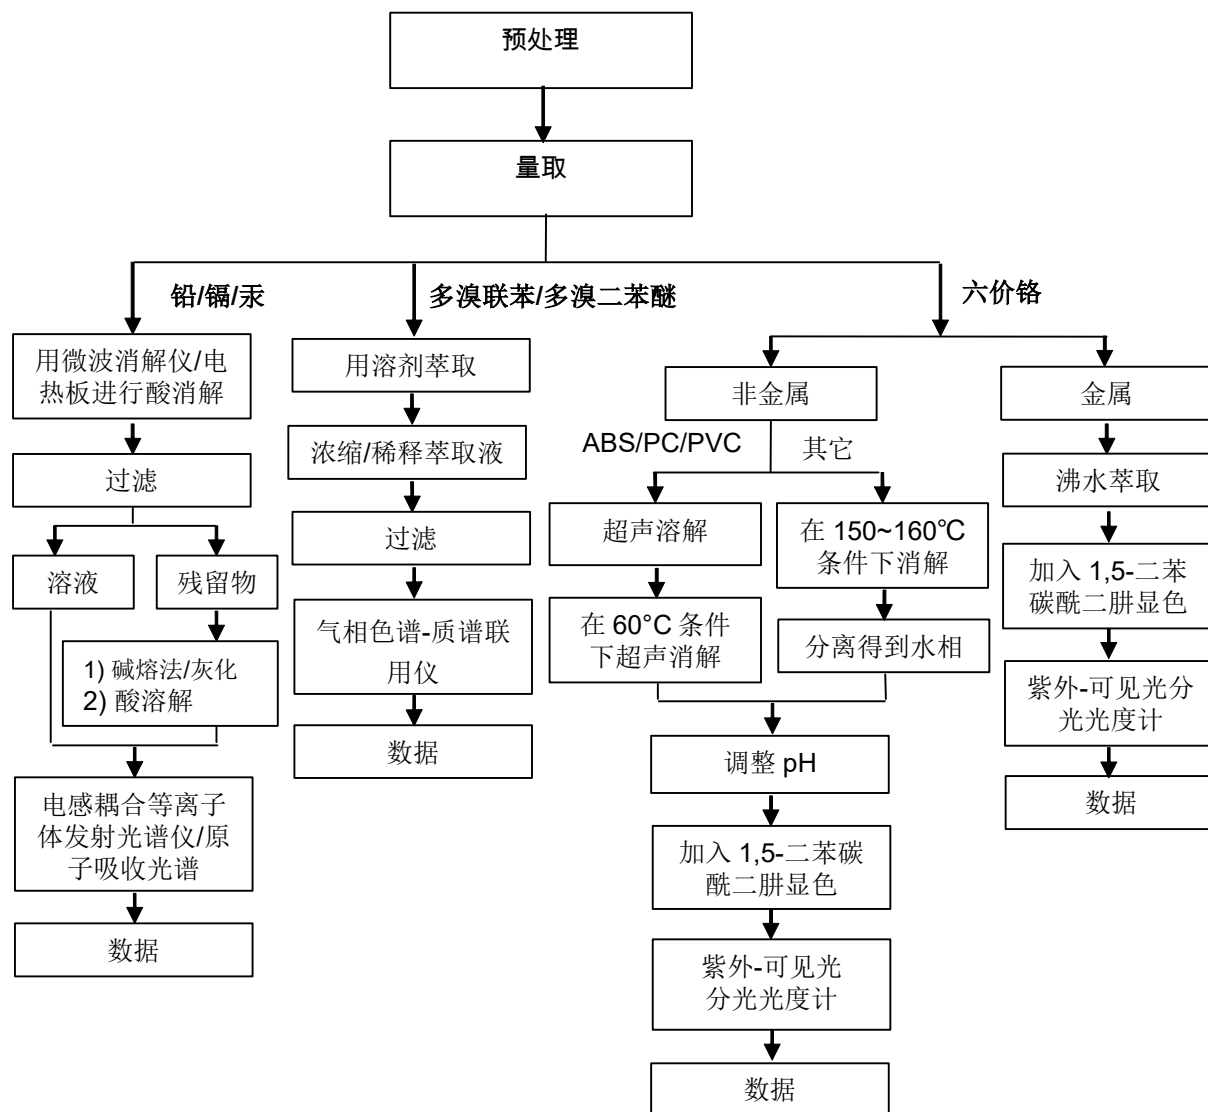 预处理
量取
铅/镉/汞
多溴联苯/多溴二苯醚
六价铬
用微波消解仪/电
热板进行酸消解
过滤
溶液
残留物
1) 碱熔法/灰化
2) 酸溶解
电感耦合等离子
体发射光谱仪/原
子吸收光谱
数据
用溶剂萃取
浓缩/稀释萃取液
过滤
气相色谱-质谱联
用仪
数据
非金属
ABS/PC/PVC
其它
超声溶解
在 60°C 条件
下超声消解
在 150~160℃
条件下消解
分离得到水相
调整 pH
加入 1,5-二苯碳
酰二肼显色
紫外-可见光
分光光度计
数据
金属
沸水萃取
加入 1,5-二苯
碳酰二肼显色
紫外-可见光分
光光度计
数据